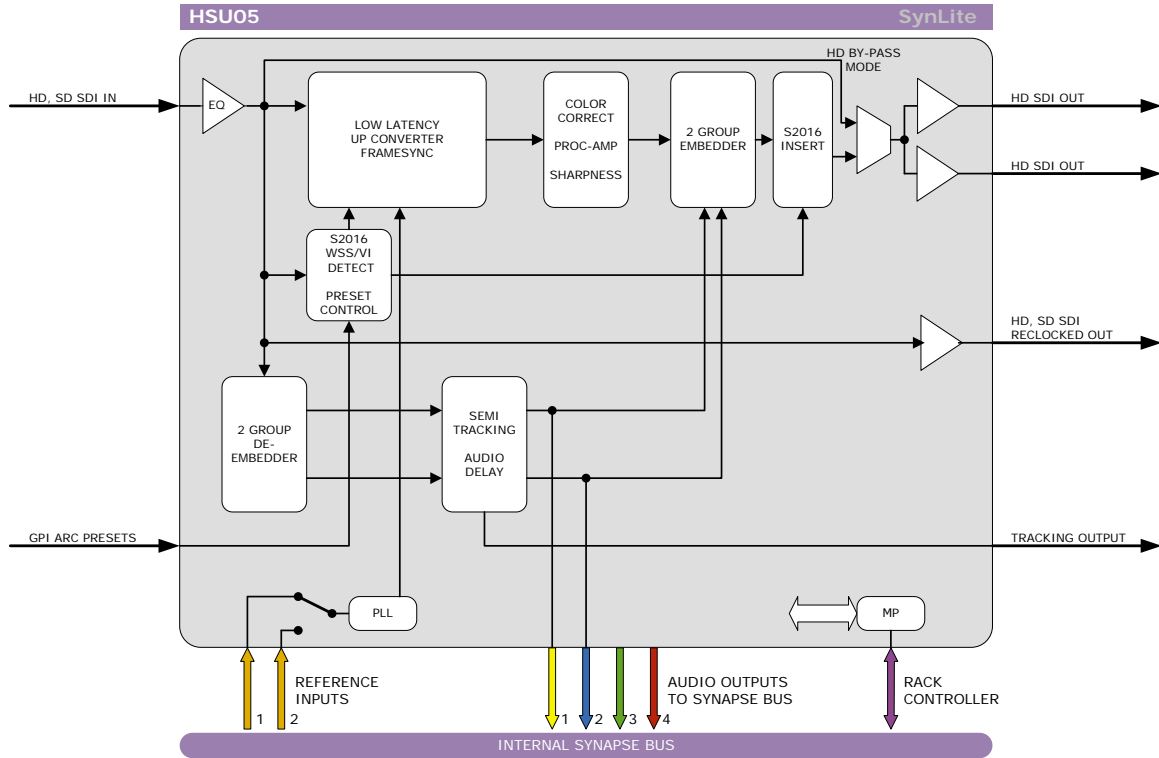 HSU05
SynLite
HD BY-PASS
MODE
HD, SD SDI IN
EQ
LOW LATENCY
UP CONVERTER
FRAMESYNC
COLOR
CORRECT
PROC-AMP
SHARPNESS
2 GROUP
EMBEDDER
S2016
INSERT
HD SDI OUT
HD SDI OUT
S2016
WSS/VI
DETECT
PRESET
CONTROL
HD, SD SDI
RECLOCKED OUT
2 GROUP
DE-
EMBEDDER
SEMI
TRACKING
AUDIO
DELAY
GPI ARC PRESETS
TRACKING OUTPUT
PLL
MP
REFERENCE
INPUTS
1
2
AUDIO OUTPUTS
TO SYNAPSE BUS
1
2
3
4
RACK
CONTROLLER
INTERNAL SYNAPSE BUS